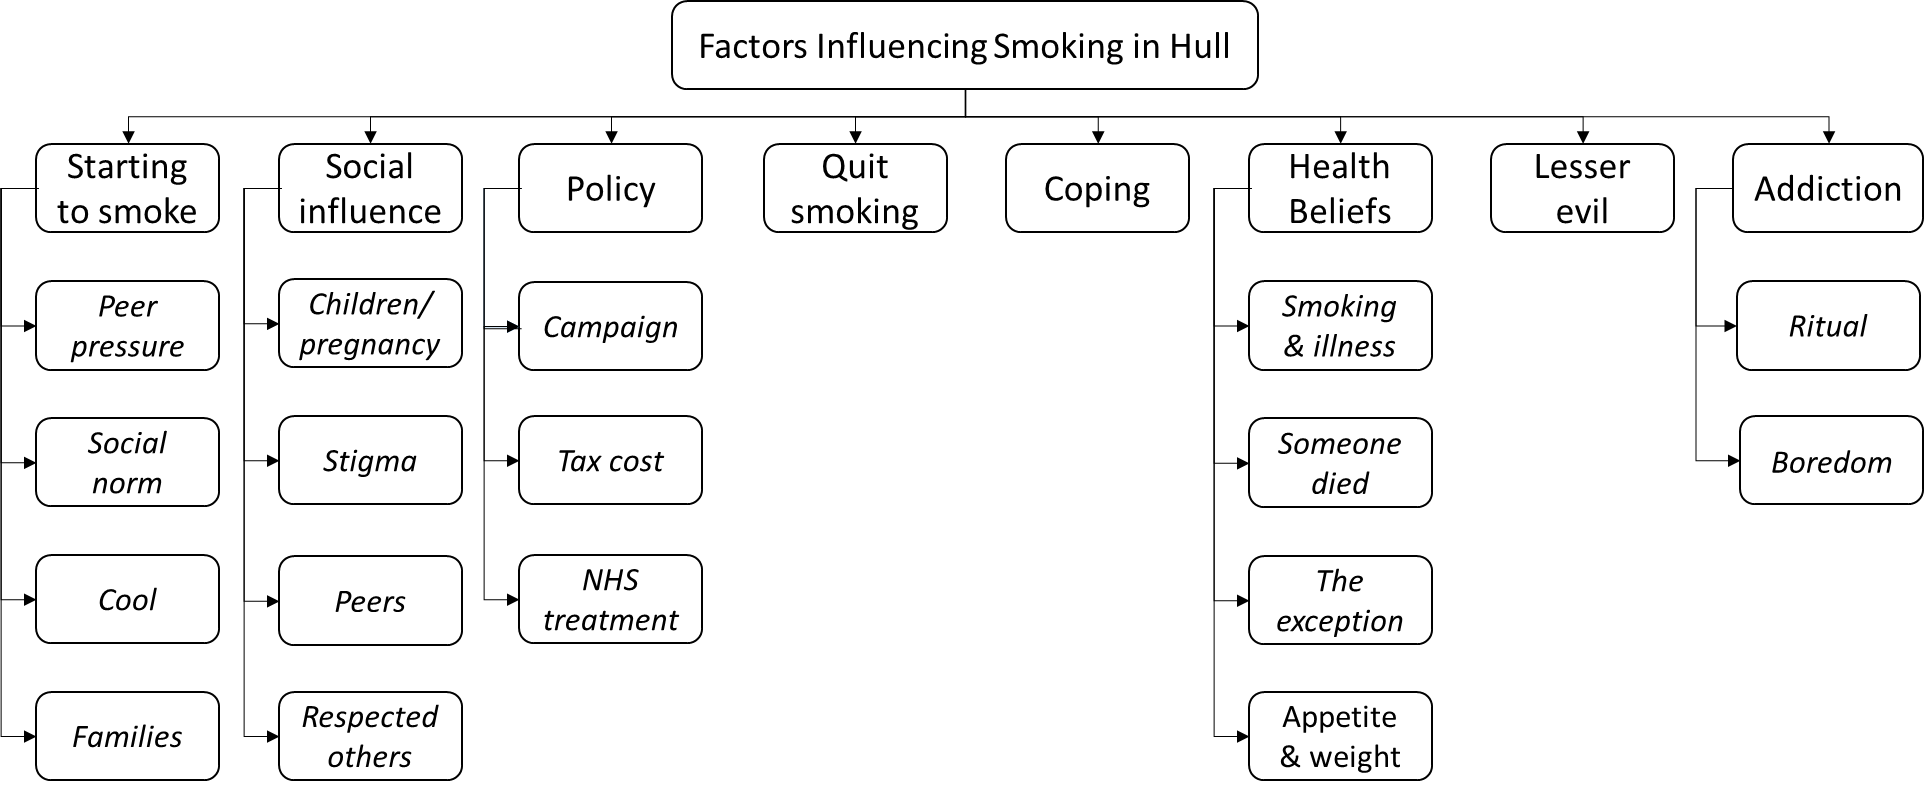 Factors Influencing Smoking in Hull
Starting
to smoke
Social
influence
Policy
Quit
smoking
Coping
Health
Beliefs
Lesser
evil
Addiction
Peer
pressure
Social
norm
Cool
Families
Children/
pregnancy
Stigma
Peers
Respected
others
Campaign
Tax cost
NHS
treatment
Smoking
& illness
Someone
died
The
exception
Appetite
& weight
Ritual
Boredom